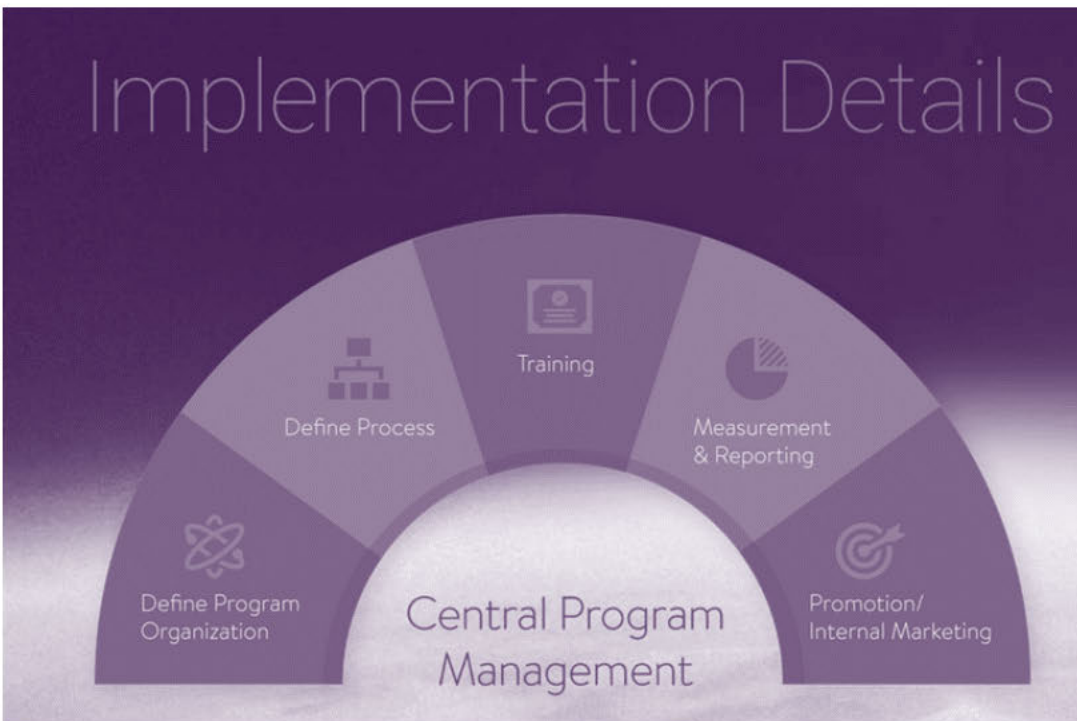 Implementation Details
Define Program
Organization
Define Process
Training
Measurement
& Reporting
Promotion/
Internal Marketing
Central Program
Management